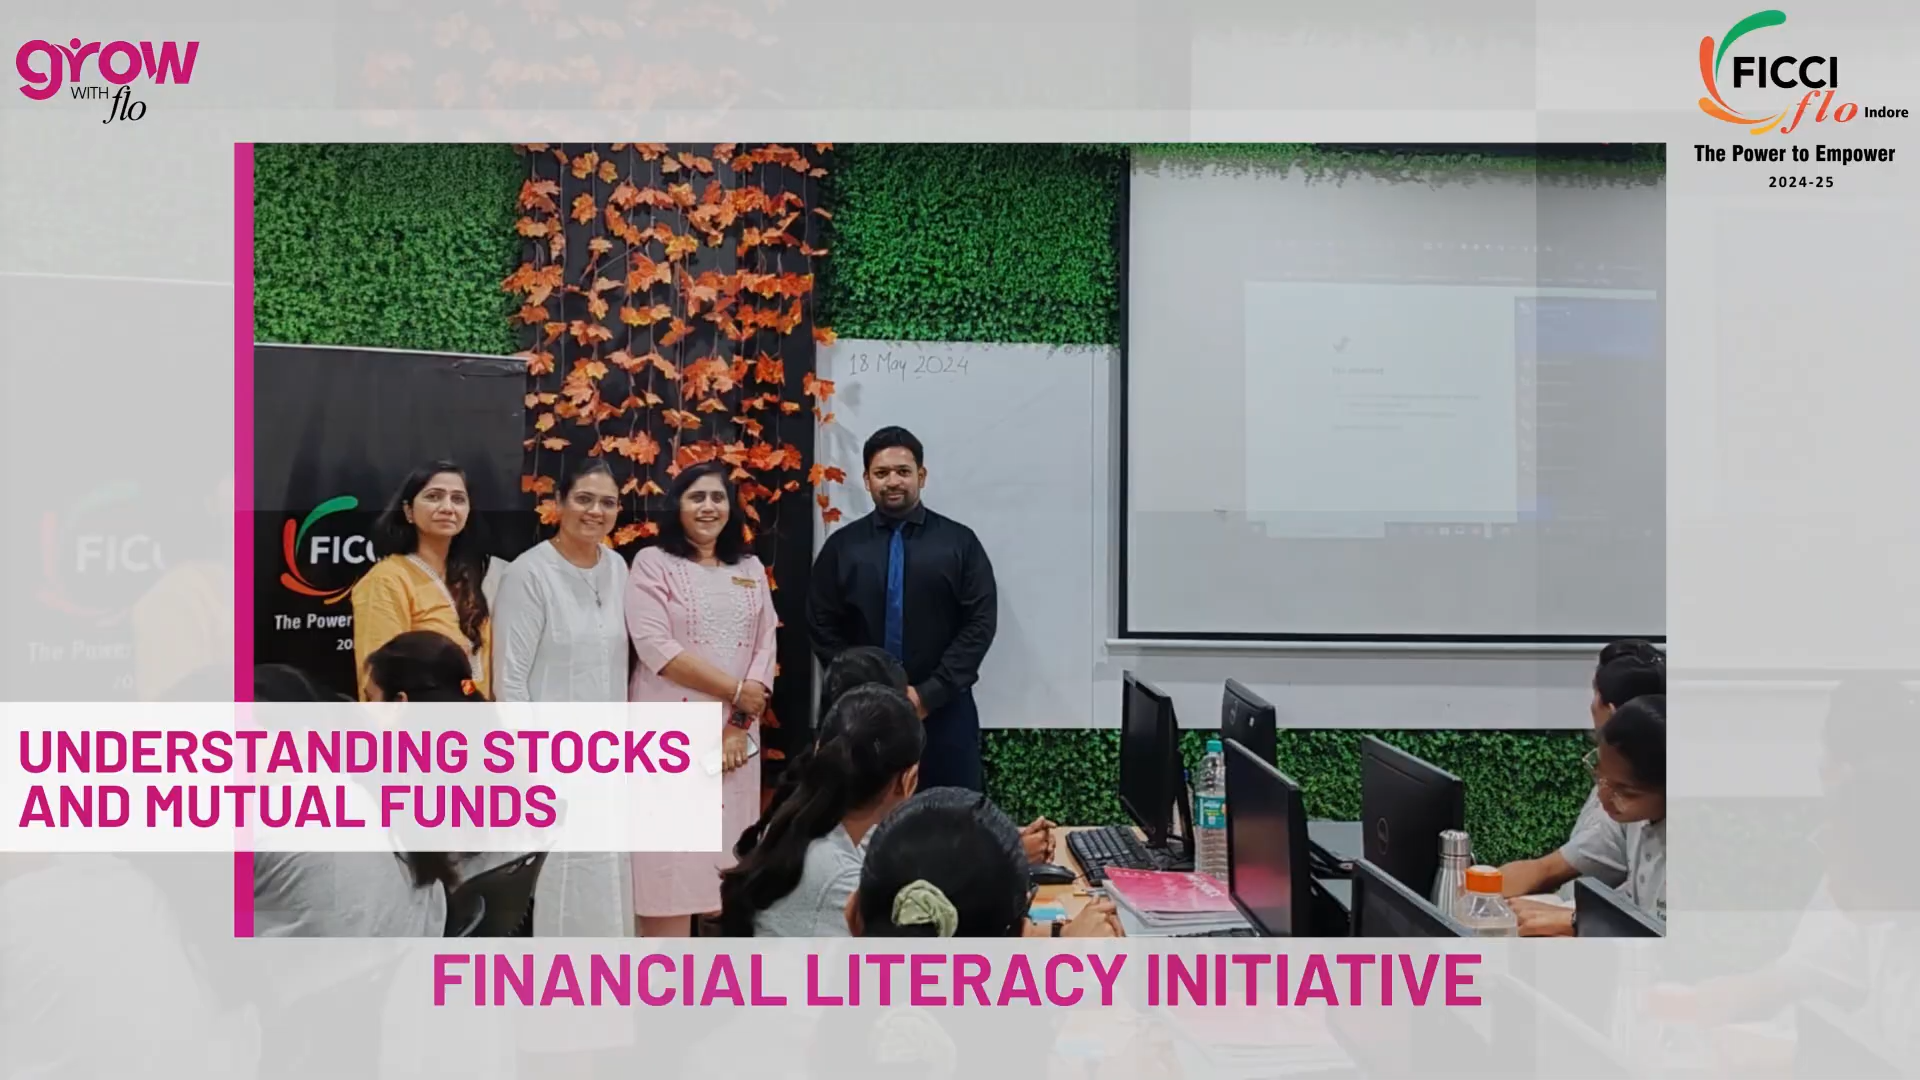 grow
WITH flo
FICCI
flo Indore
The Power to Empower
2024-25
18 May 2024
FICC
The Power
20
UNDERSTANDING STOCKS
AND MUTUAL FUNDS
FINANCIAL LITERACY INITIATIVE